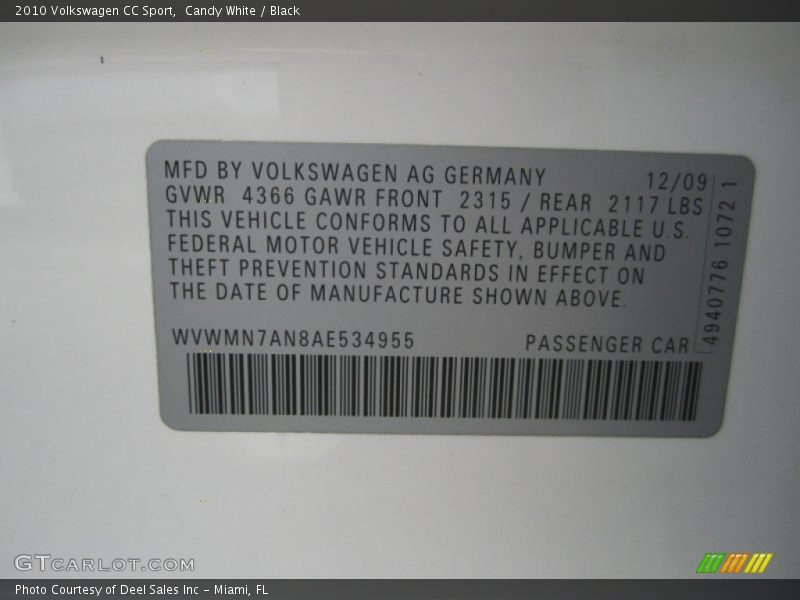 2010 Volkswagen CC Sport,  Candy White / Black
MFD BY VOLKSWAGEN AG GERMANY 12/09
GVWR 4366 GAWR FRONT 2315 / REAR 2117 LBS
THIS VEHICLE CONFORMS TO ALL APPLICABLE U.S.
FEDERAL MOTOR VEHICLE SAFETY, BUMPER AND
THEFT PREVENTION STANDARDS IN EFFECT ON
THE DATE OF MANUFACTURE SHOWN ABOVE.
WVWMN7AN8AE534955 PASSENGER CAR
4940776 1072 1
GTCARLOT.COM
Photo Courtesy of Deel Sales Inc - Miami, FL